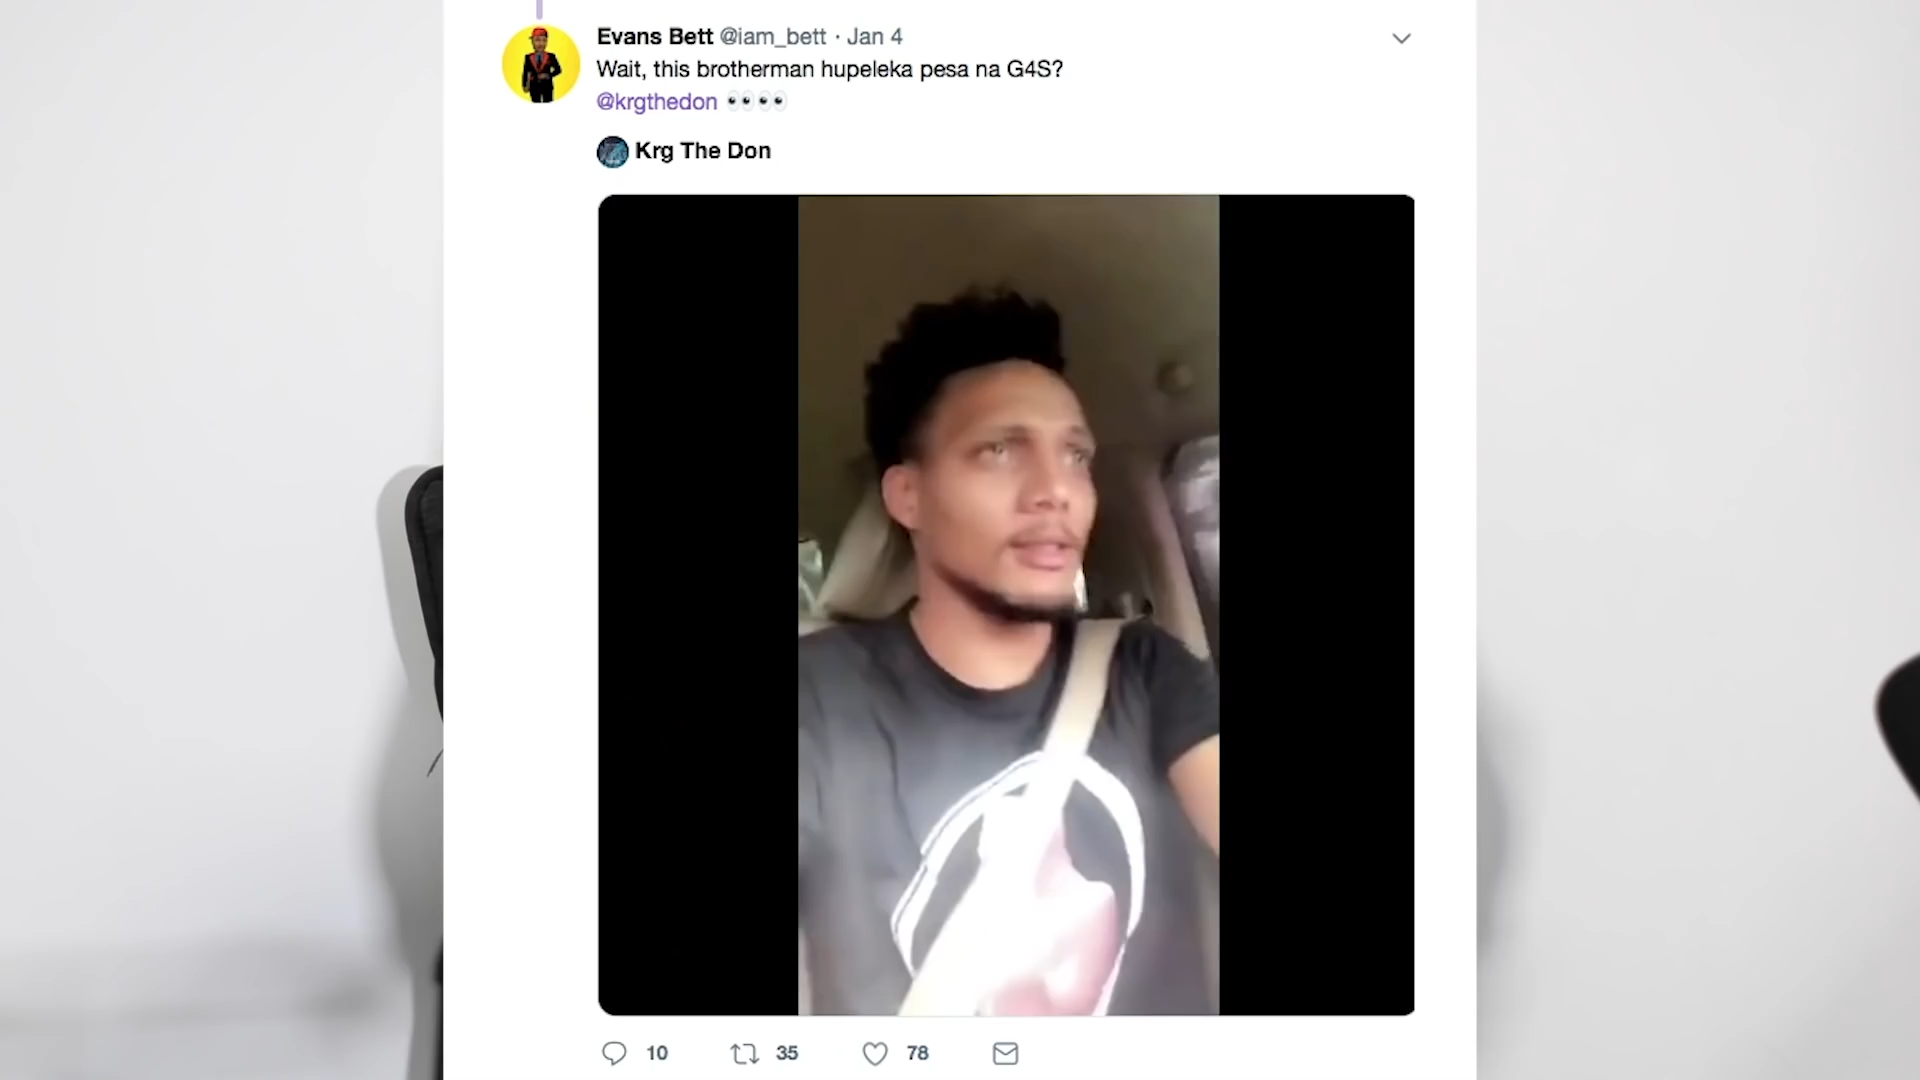 Evans Bett @iam_bett · Jan 4
Wait, this brotherman hupeleka pesa na G4S?
@krgthedon 👀👀
Krg The Don
10 35 78